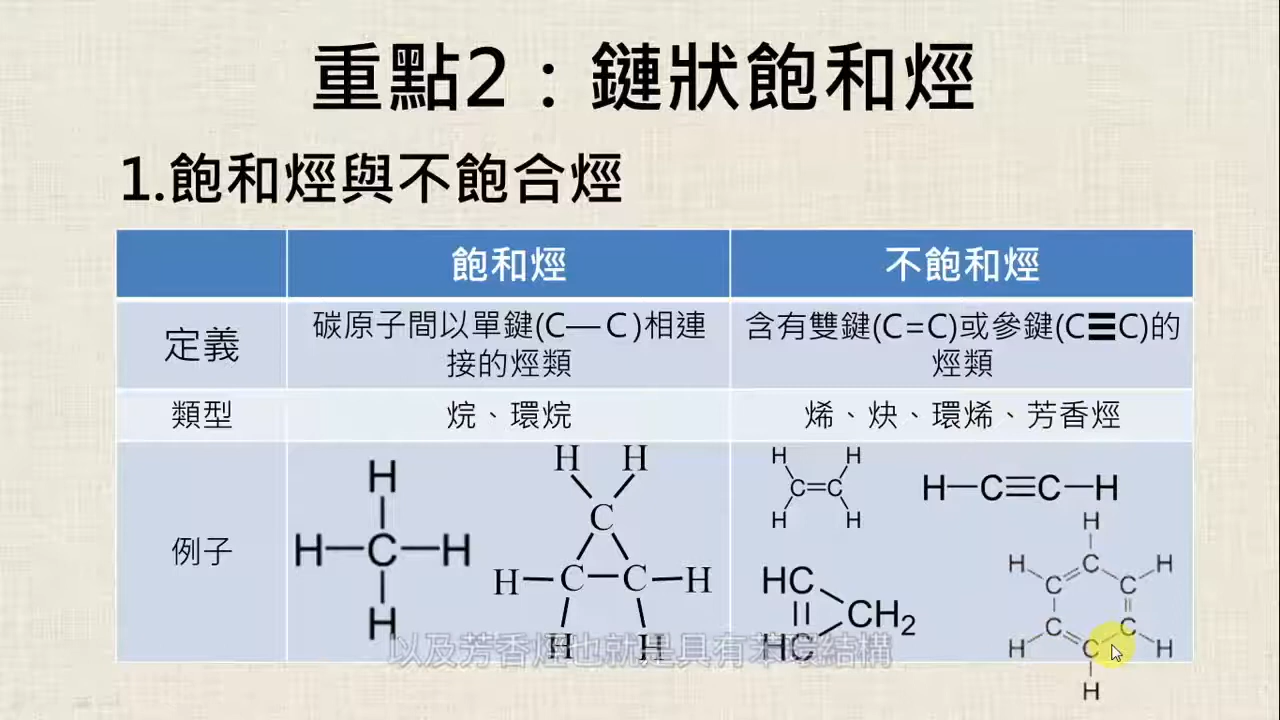 重點2：鏈狀飽和烴
1.飽和烴與不飽合烴
飽和烴
不飽和烴
定義
碳原子間以單鍵(C—C)相連
接的烴類
含有雙鍵(C=C)或參鍵(C≡C)的
烴類
類型
烷、環烷
烯、炔、環烯、芳香烴
例子
H
H—C—H
H
H H
C
H—C—C—H
H H
H H
C=C
H H
H—C≡C—H
HC
CH₂
HC
H
H C H
C C
C C
H C H
H
以及芳香烴也就是具有苯環結構